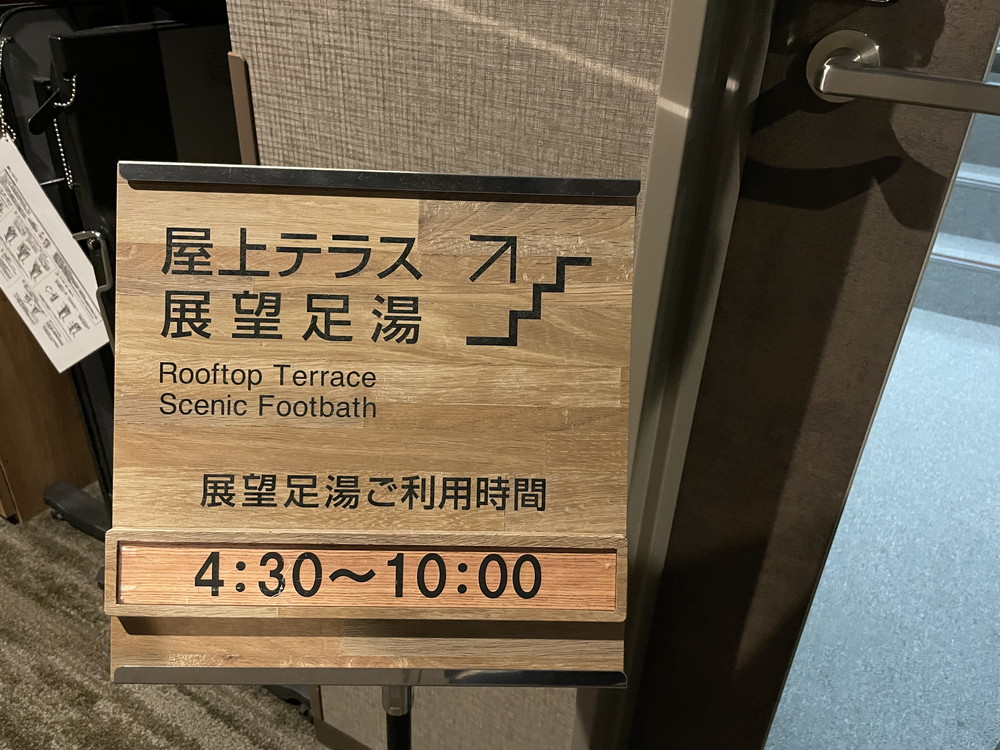 屋上テラス
展望足湯
Rooftop Terrace
Scenic Footbath
展望足湯ご利用時間
4:30〜10:00